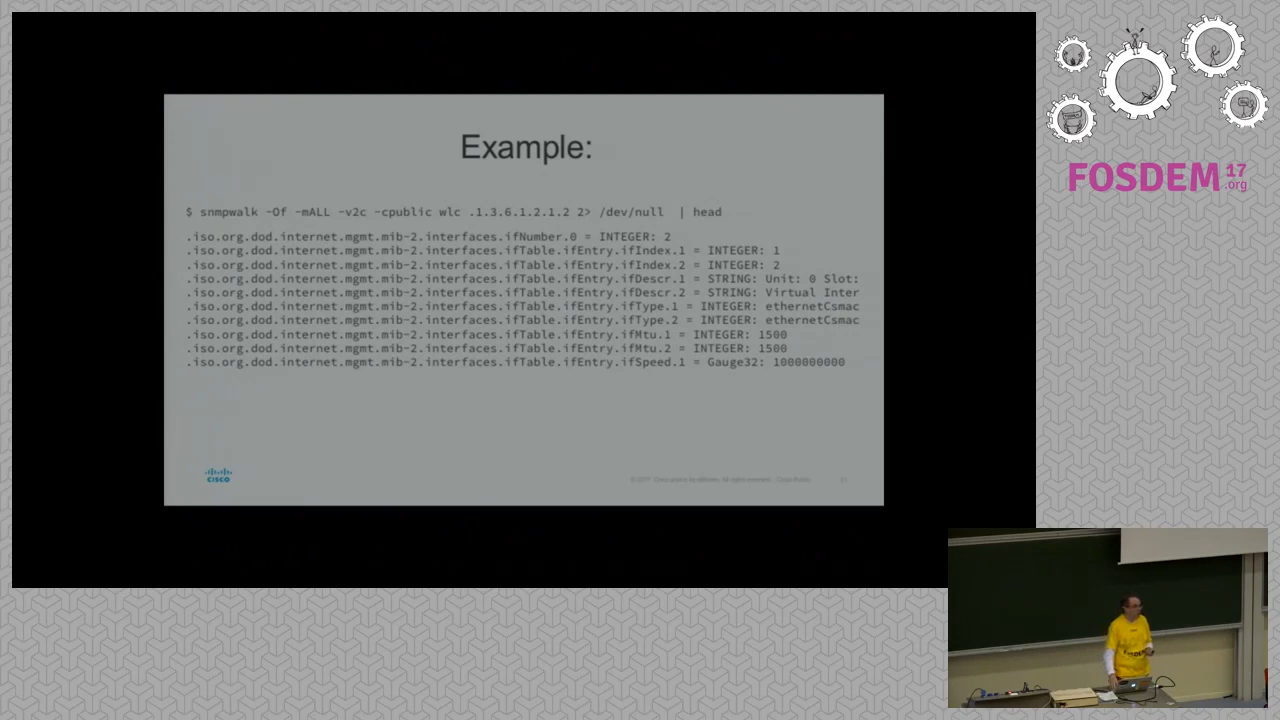 Example:
$ snmpwalk -Of -mALL -v2c -cpublic wlc .1.3.6.1.2.1.2 2> /dev/null | head
.iso.org.dod.internet.mgmt.mib-2.interfaces.ifNumber.0 = INTEGER: 2
.iso.org.dod.internet.mgmt.mib-2.interfaces.ifTable.ifEntry.ifIndex.1 = INTEGER: 1
.iso.org.dod.internet.mgmt.mib-2.interfaces.ifTable.ifEntry.ifIndex.2 = INTEGER: 2
.iso.org.dod.internet.mgmt.mib-2.interfaces.ifTable.ifEntry.ifDescr.1 = STRING: Unit: 0 Slot:
.iso.org.dod.internet.mgmt.mib-2.interfaces.ifTable.ifEntry.ifDescr.2 = STRING: Virtual Inter
.iso.org.dod.internet.mgmt.mib-2.interfaces.ifTable.ifEntry.ifType.1 = INTEGER: ethernetCsmac
.iso.org.dod.internet.mgmt.mib-2.interfaces.ifTable.ifEntry.ifType.2 = INTEGER: ethernetCsmac
.iso.org.dod.internet.mgmt.mib-2.interfaces.ifTable.ifEntry.ifMtu.1 = INTEGER: 1500
.iso.org.dod.internet.mgmt.mib-2.interfaces.ifTable.ifEntry.ifMtu.2 = INTEGER: 1500
.iso.org.dod.internet.mgmt.mib-2.interfaces.ifTable.ifEntry.ifSpeed.1 = Gauge32: 1000000000
CISCO
FOSDEM 17
.org